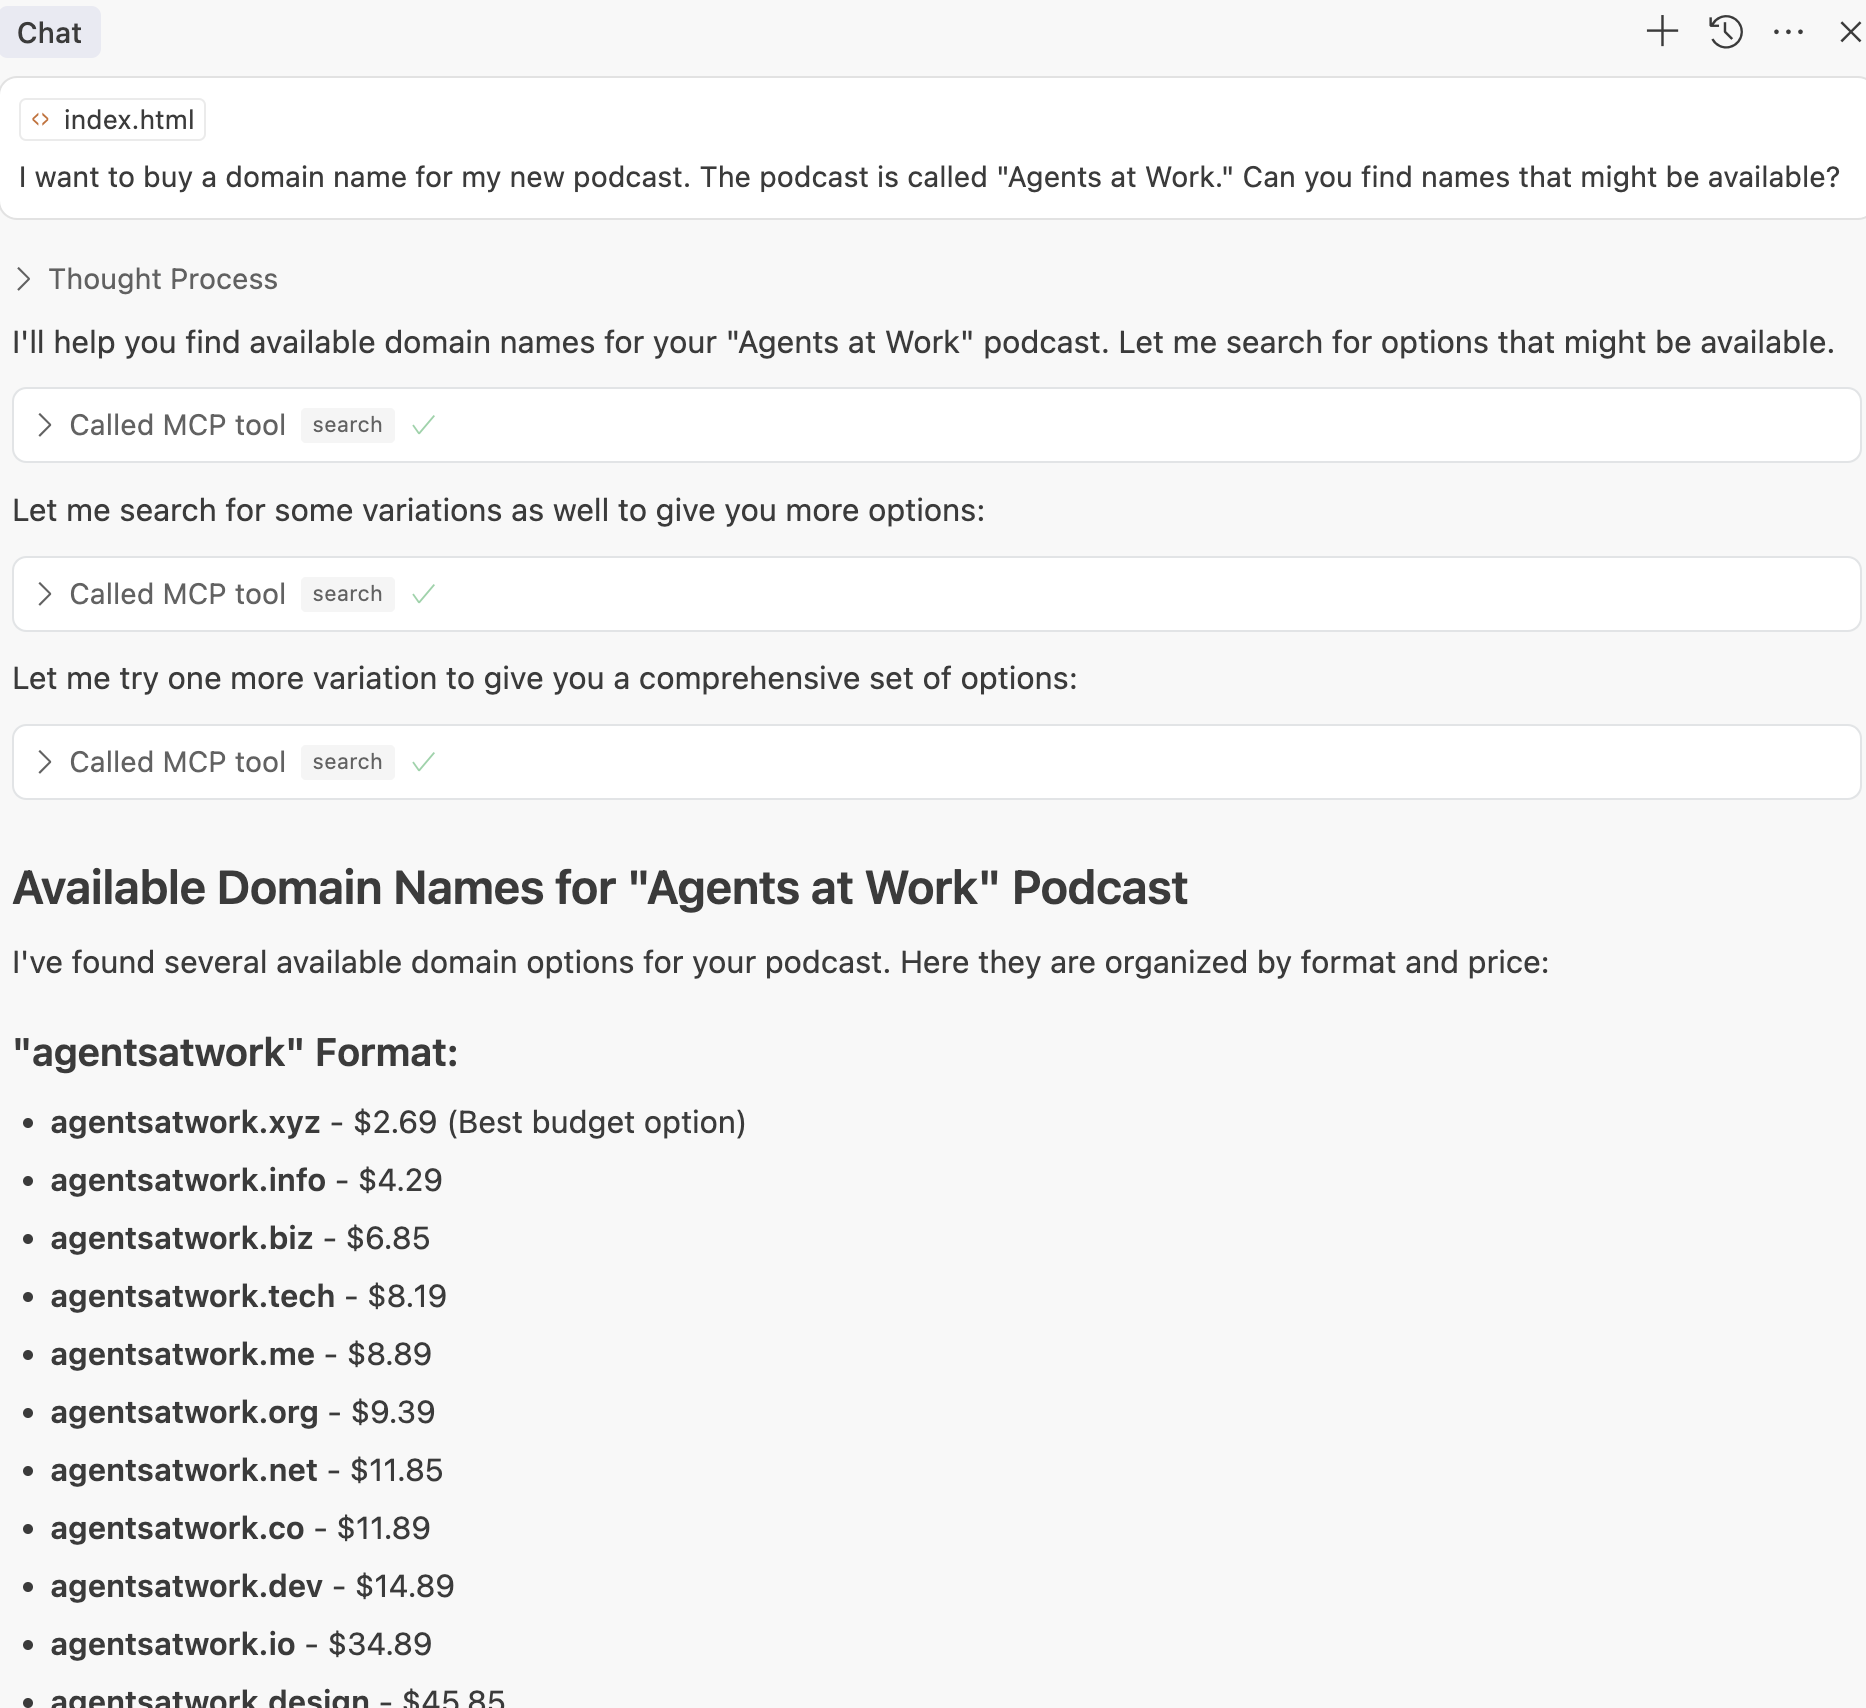 Chat
index.html
I want to buy a domain name for my new podcast. The podcast is called "Agents at Work." Can you find names that might be available?
Thought Process
I'll help you find available domain names for your "Agents at Work" podcast. Let me search for options that might be available.
Called MCP tool search
Let me search for some variations as well to give you more options:
Called MCP tool search
Let me try one more variation to give you a comprehensive set of options:
Called MCP tool search
Available Domain Names for "Agents at Work" Podcast
I've found several available domain options for your podcast. Here they are organized by format and price:
"agentsatwork" Format:
• agentsatwork.xyz - $2.69 (Best budget option)
• agentsatwork.info - $4.29
• agentsatwork.biz - $6.85
• agentsatwork.tech - $8.19
• agentsatwork.me - $8.89
• agentsatwork.org - $9.39
• agentsatwork.net - $11.85
• agentsatwork.co - $11.89
• agentsatwork.dev - $14.89
• agentsatwork.io - $34.89
• agentsatwork.design - $45.85